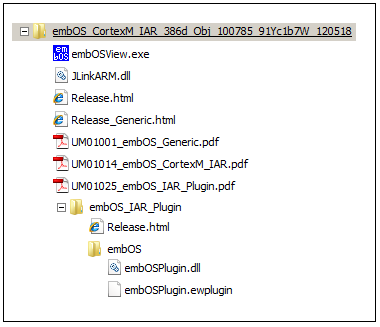 embOS_CortexM_IAR_386d_Obj_100785_91Yc1b7W_120518
embOSView.exe
JLinkARM.dll
Release.html
Release_Generic.html
UM01001_embOS_Generic.pdf
UM01014_embOS_CortexM_IAR.pdf
UM01025_embOS_IAR_Plugin.pdf
embOS_IAR_Plugin
Release.html
embOS
embOSPlugin.dll
embOSPlugin.ewplugin